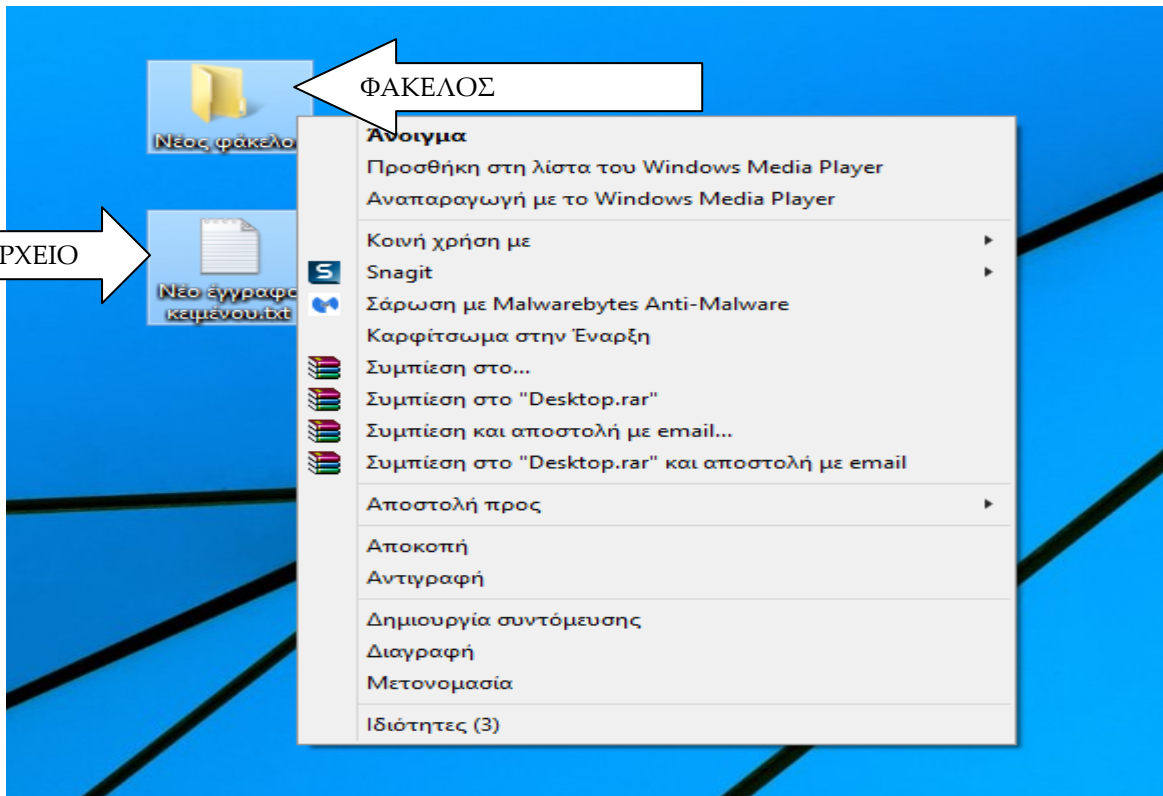 ΦΑΚΕΛΟΣ
Νέος φάκελο
ΡΧΕΙΟ
Νέο έγγραφο
κειμένου.txt
Άνοιγμα
Προσθήκη στη λίστα του Windows Media Player
Αναπαραγωγή με το Windows Media Player
Κοινή χρήση με
Snagit
Σάρωση με Malwarebytes Anti-Malware
Καρφίτσωμα στην Έναρξη
Συμπίεση στο...
Συμπίεση στο "Desktop.rar"
Συμπίεση και αποστολή με email...
Συμπίεση στο "Desktop.rar" και αποστολή με email
Αποστολή προς
Αποκοπή
Αντιγραφή
Δημιουργία συντόμευσης
Διαγραφή
Μετονομασία
Ιδιότητες (3)